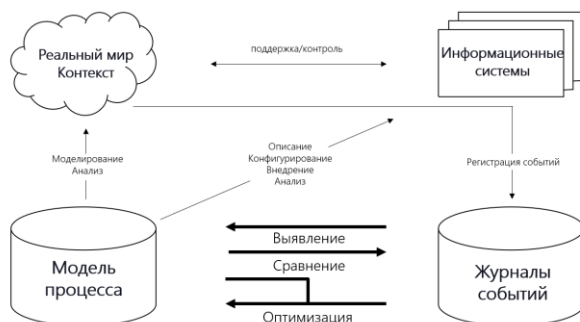 Реальный мир
Контекст
поддержка/контроль
Информационные
системы
Моделирование
Анализ
Описание
Конфигурирование
Внедрение
Анализ
Регистрация событий
Модель
процесса
Выявление
Сравнение
Оптимизация
Журналы
событий